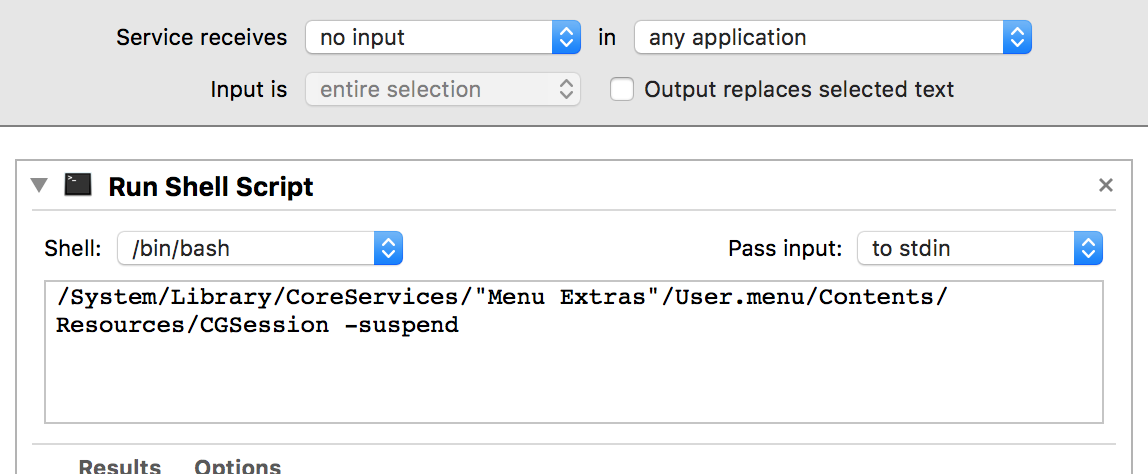 Service receives no input in any application
Input is entire selection Output replaces selected text
Run Shell Script
Shell: /bin/bash Pass input: to stdin
/System/Library/CoreServices/"Menu Extras"/User.menu/Contents/
Resources/CGSession -suspend
Results Options